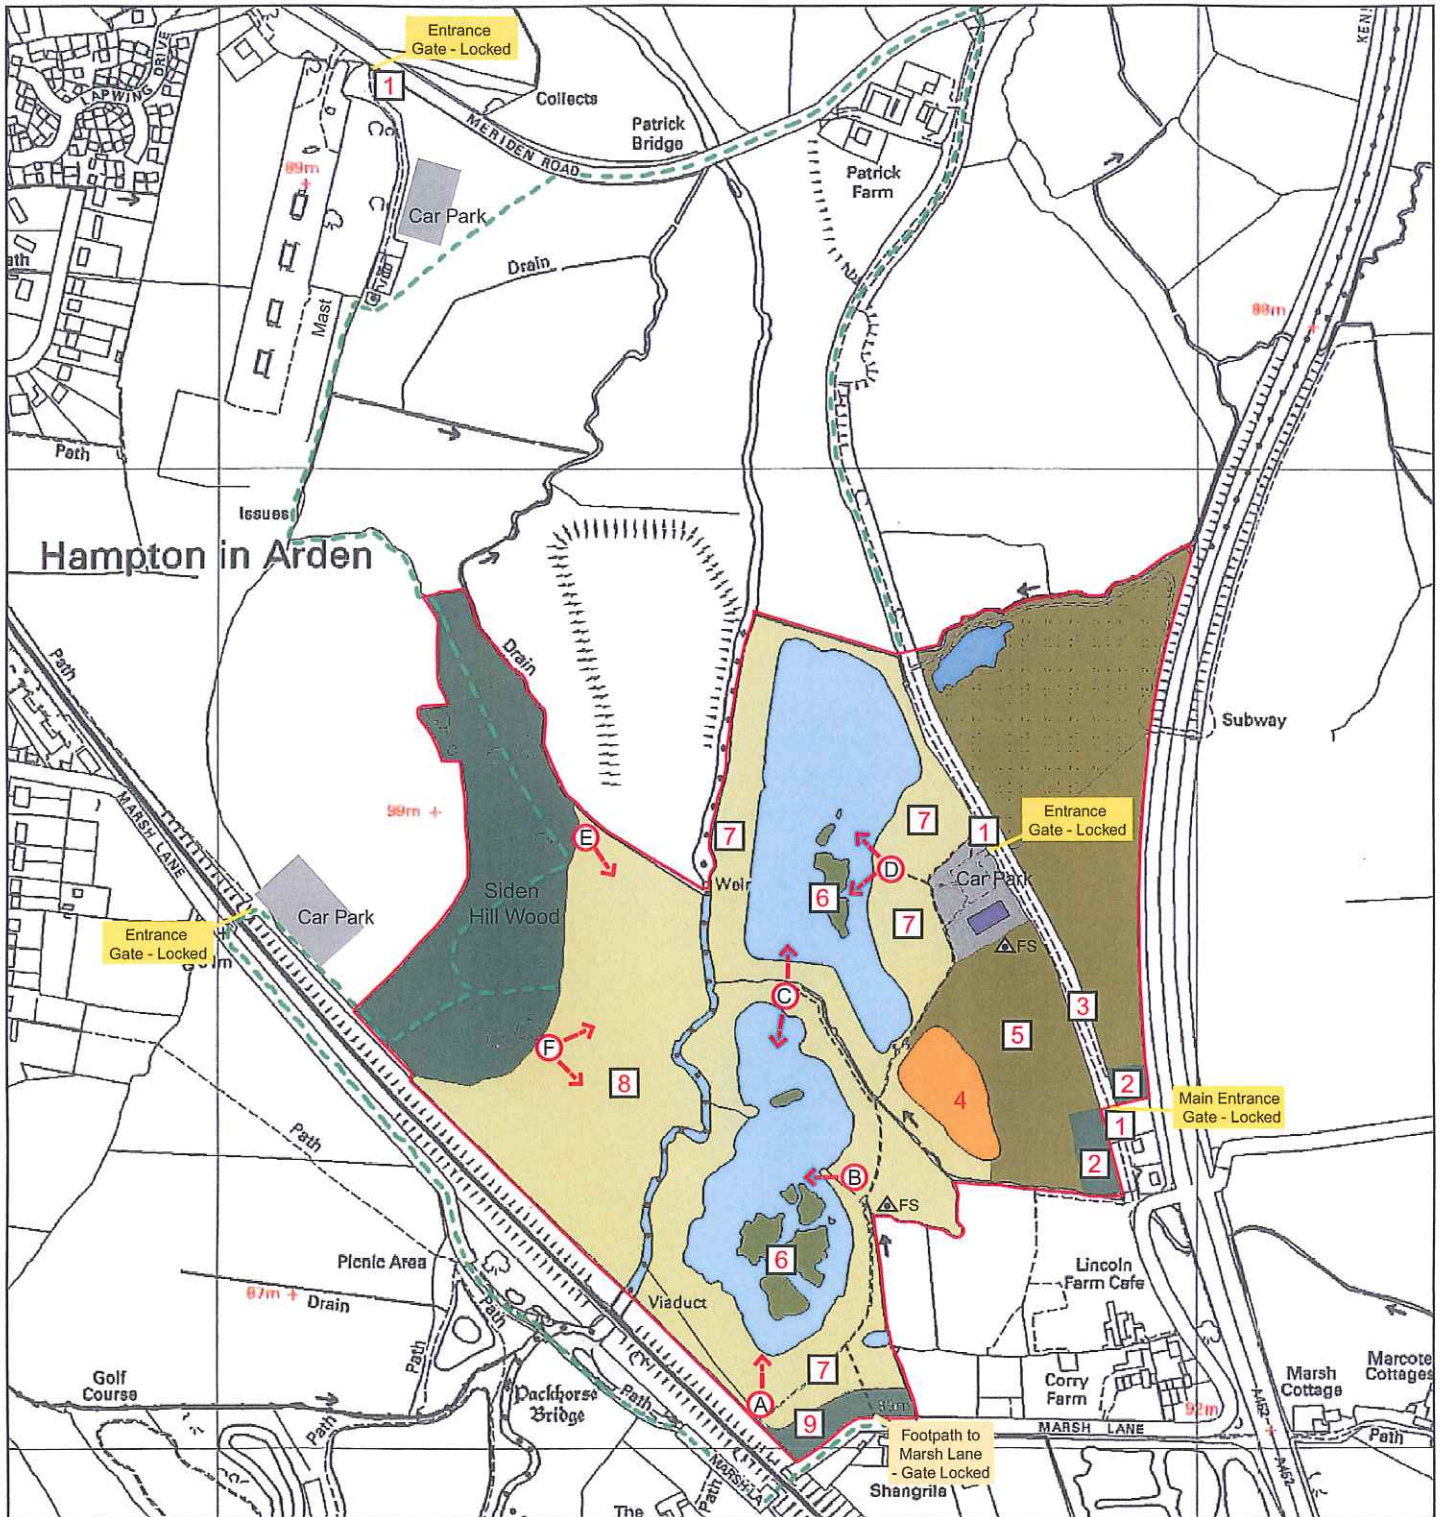 Entrance
Gate - Locked
1
LAPWING DRIVE
Collects
MERIDEN ROAD
Patrick
Bridge
KEN
89m
Car Park
Patrick
Farm
ath
Drain
Mast
88m
Path
Issues
Hampton in Arden
Path
Drain
Subway
MARSH LANE
99m
Entrance
Gate - Locked
7
7
1
E
D
Weir
Car Park
Siden
Hill Wood
6
Car Park
7
FS
Entrance
Gate - Locked
C
3
5
F
8
4
2
Main Entrance
Gate - Locked
1
Path
2
B
FS
Picnic Area
6
Lincoln
Farm Cafe
87m
Drain
Path
Viaduct
Path
7
Golf
Course
Packhorse
Bridge
Path
A
9
89m
Corry
Farm
Marsh
Cottage
Marcote
Cottages
92m
A452
Path
MARSH LANE
Path
Footpath to
Marsh Lane
- Gate Locked
Shangrila
MARSH LA
Path
A452
The